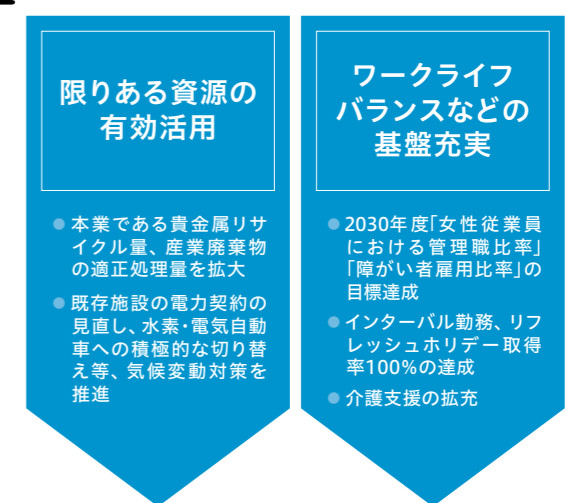 限りある資源の
有効活用
● 本業である貴金属リサ
イクル量、産業廃棄物
の適正処理量を拡大
● 既存施設の電力契約の
見直し、水素・電気自動
車への積極的な切り替
え等、気候変動対策を
推進
ワークライフ
バランスなどの
基盤充実
● 2030年度「女性従業員
における管理職比率」
「障がい者雇用比率」の
目標達成
● インターバル勤務、リフ
レッシュホリデー取得
率100%の達成
● 介護支援の拡充